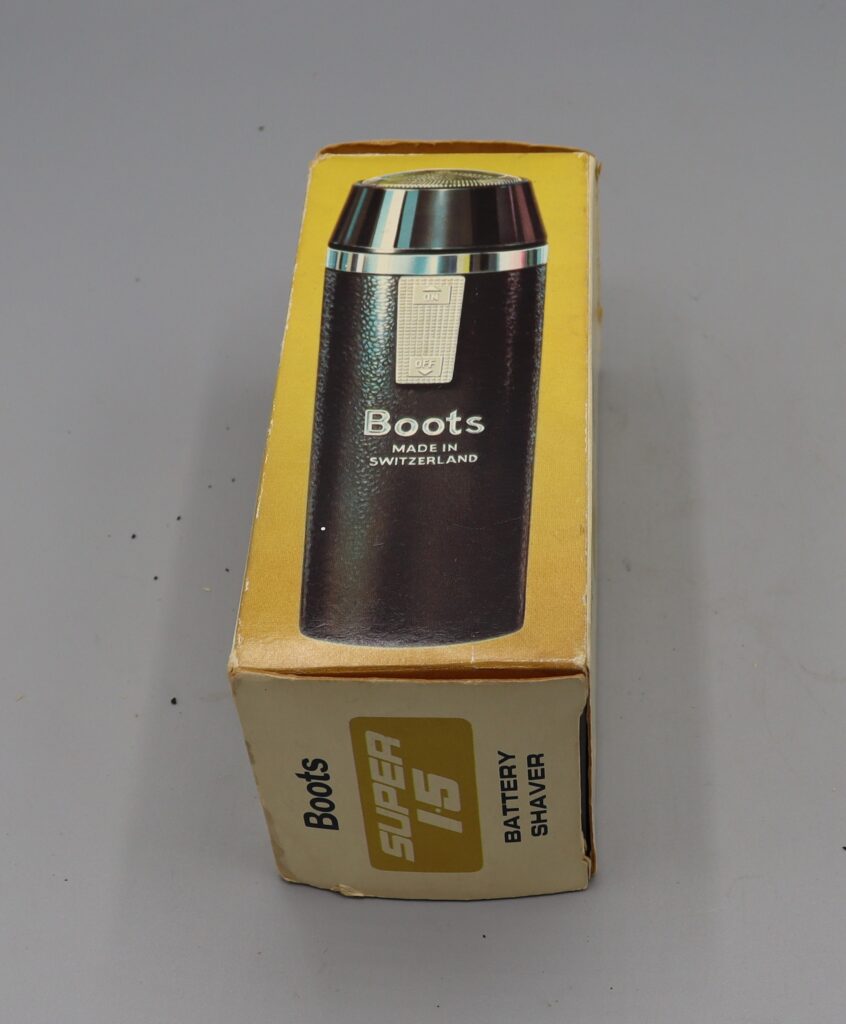 ON
OFF
Boots
MADE IN
SWITZERLAND
Boots
SUPER
1·5
BATTERY
SHAVER